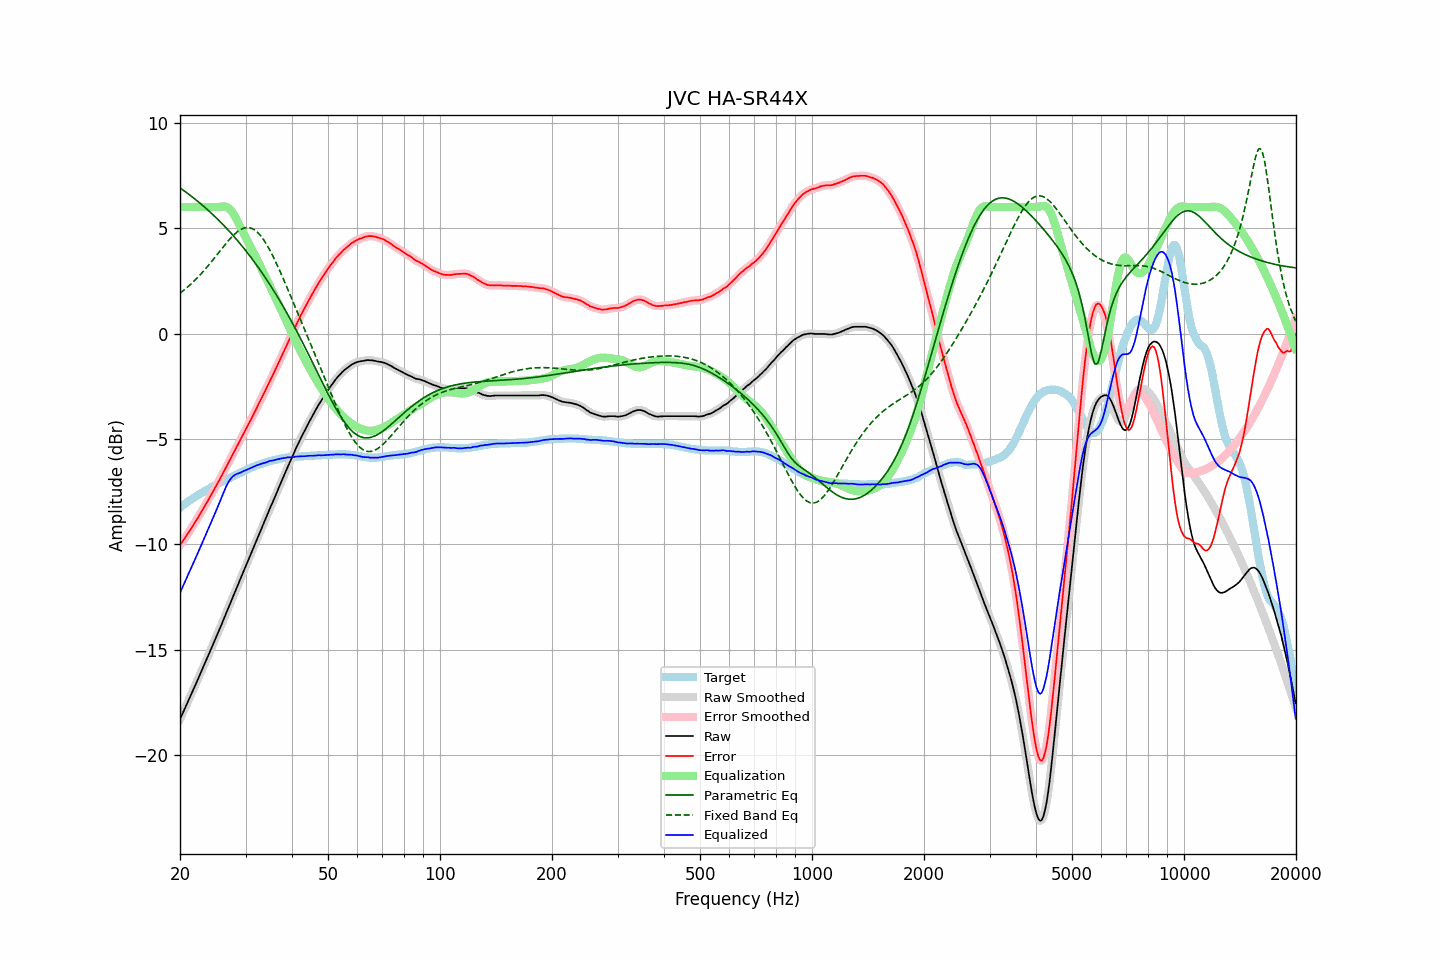 JVC HA-SR44X
Amplitude (dBr)
10
5
0
−5
−10
−15
−20
Target
Raw Smoothed
Error Smoothed
Raw
Error
Equalization
Parametric Eq
Fixed Band Eq
Equalized
20 50 100 200 500 1000 2000 5000 10000 20000
Frequency (Hz)